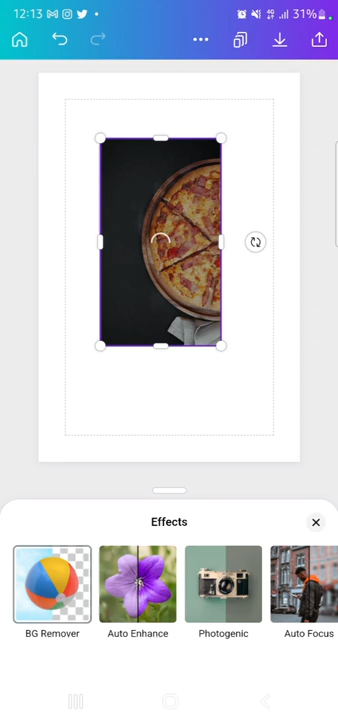 12:13
31%
Effects
BG Remover
Auto Enhance
Photogenic
Auto Focus